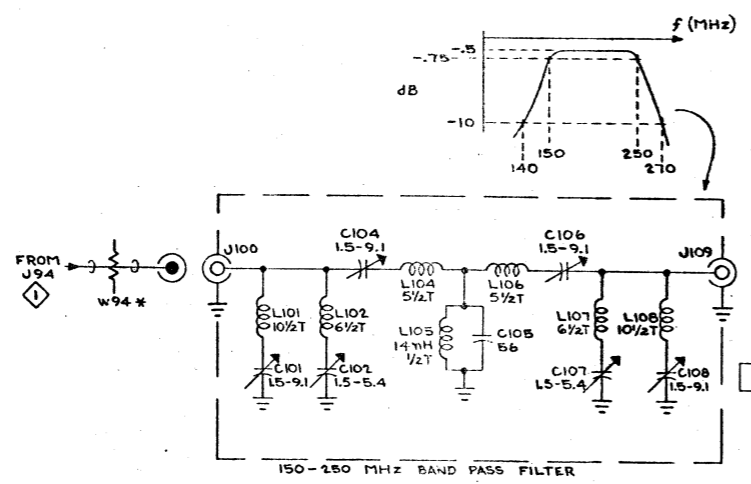 f (MHz)
-.5
-.75
dB
-10
150
250
140
270
C104
1.5-9.1
C106
1.5-9.1
J100
J109
FROM
J94
1
W94 *
L104
5½T
L106
5½T
L101
10½T
L102
6½T
L105
14nH
½T
C105
56
L107
6½T
L108
10½T
C101
1.5-9.1
C102
1.5-5.4
C107
1.5-5.4
C108
1.5-9.1
150-250 MHz BAND PASS FILTER